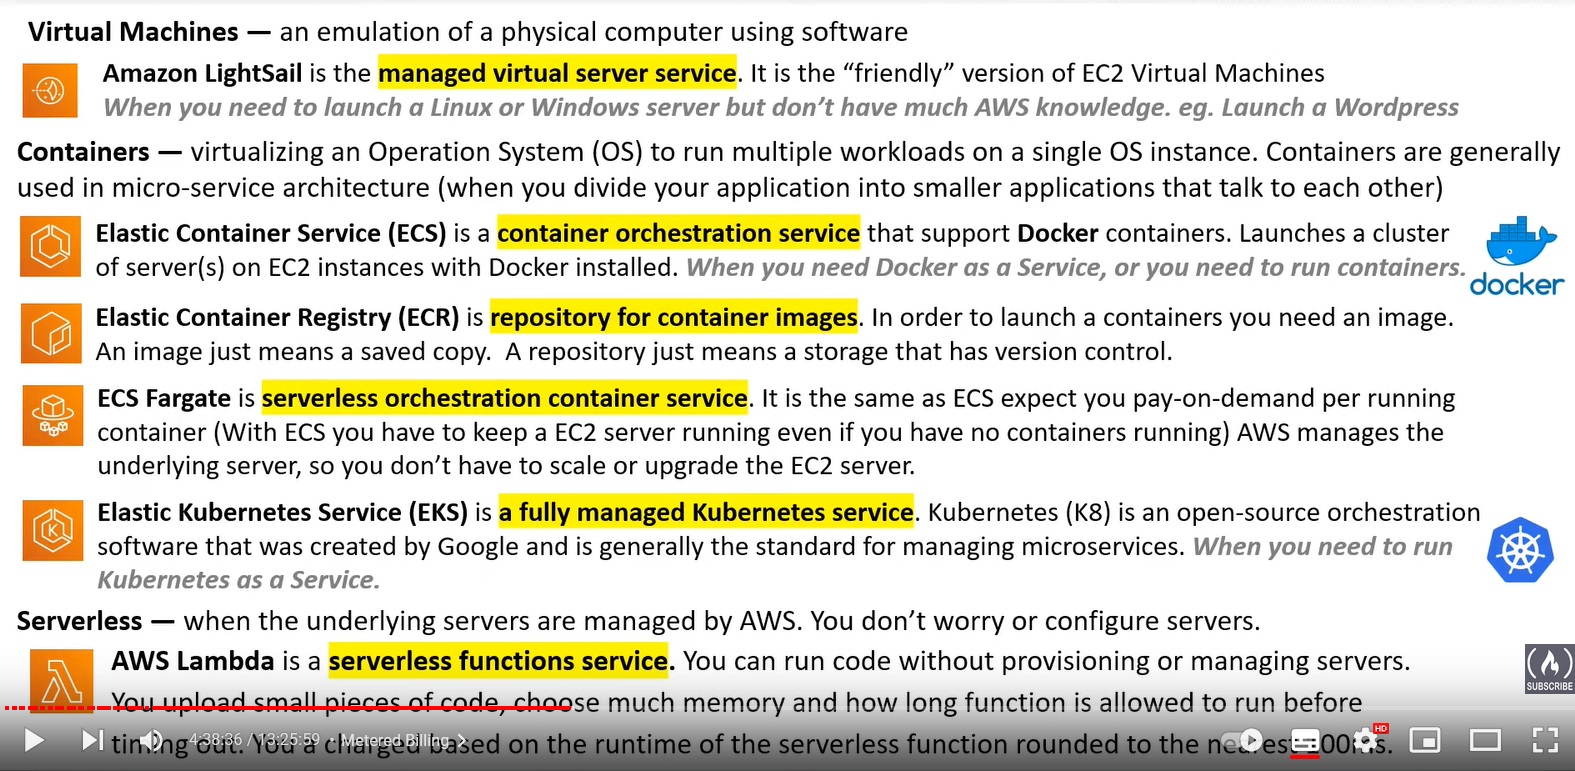 Virtual Machines — an emulation of a physical computer using software
Amazon LightSail is the managed virtual server service. It is the “friendly” version of EC2 Virtual Machines
When you need to launch a Linux or Windows server but don’t have much AWS knowledge. eg. Launch a Wordpress
Containers — virtualizing an Operation System (OS) to run multiple workloads on a single OS instance. Containers are generally
used in micro-service architecture (when you divide your application into smaller applications that talk to each other)
Elastic Container Service (ECS) is a container orchestration service that support Docker containers. Launches a cluster
of server(s) on EC2 instances with Docker installed. When you need Docker as a Service, or you need to run containers.
docker
Elastic Container Registry (ECR) is repository for container images. In order to launch a containers you need an image.
An image just means a saved copy. A repository just means a storage that has version control.
ECS Fargate is serverless orchestration container service. It is the same as ECS expect you pay-on-demand per running
container (With ECS you have to keep a EC2 server running even if you have no containers running) AWS manages the
underlying server, so you don’t have to scale or upgrade the EC2 server.
Elastic Kubernetes Service (EKS) is a fully managed Kubernetes service. Kubernetes (K8) is an open-source orchestration
software that was created by Google and is generally the standard for managing microservices. When you need to run
Kubernetes as a Service.
K
Serverless — when the underlying servers are managed by AWS. You don’t worry or configure servers.
AWS Lambda is a serverless functions service. You can run code without provisioning or managing servers.
SUBSCRIBE
You upload small pieces of code, choose much memory and how long function is allowed to run before
timing out. You a charged based on the runtime of the serverless function rounded to the nearest 100ms.
4:38:36 / 13:25:59 • Metered Billing >
HD